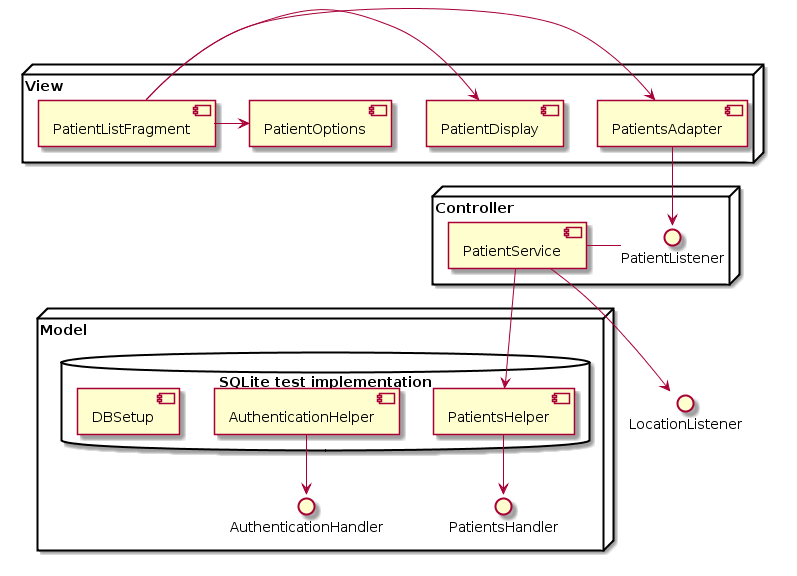 View
PatientListFragment
PatientOptions
PatientDisplay
PatientsAdapter
Controller
PatientService
PatientListener
Model
SQLite test implementation
DBSetup
AuthenticationHelper
PatientsHelper
LocationListener
AuthenticationHandler
PatientsHandler